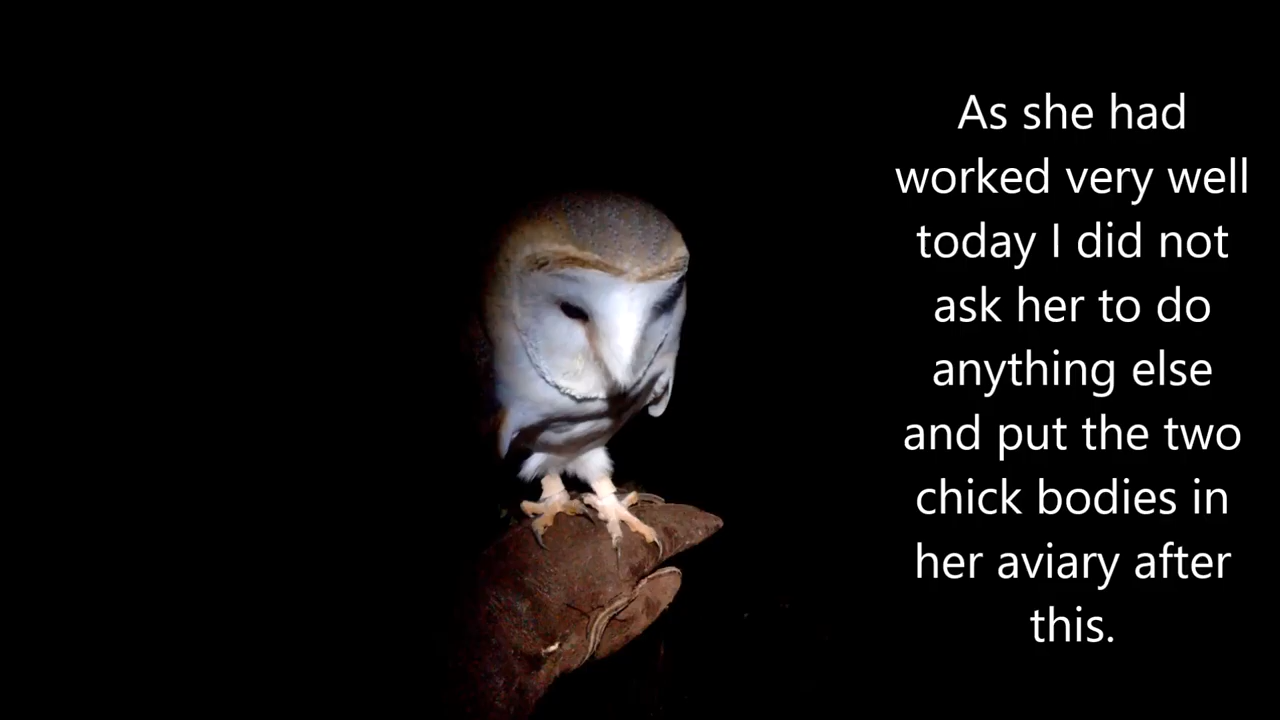 As she had
worked very well
today I did not
ask her to do
anything else
and put the two
chick bodies in
her aviary after
this.